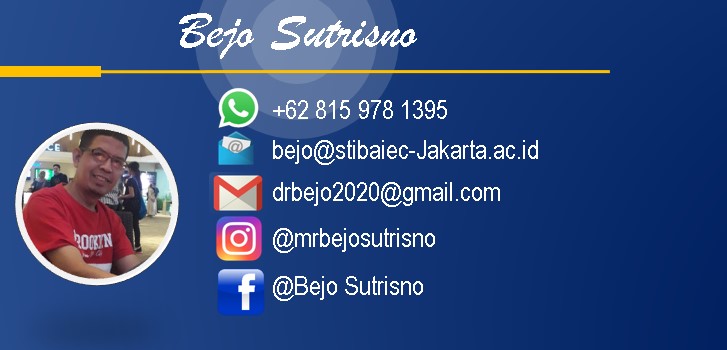 Bejo Sutrisno
+62 815 978 1395
bejo@stibaiec-Jakarta.ac.id
drbejo2020@gmail.com
@mrbejosutrisno
@Bejo Sutrisno